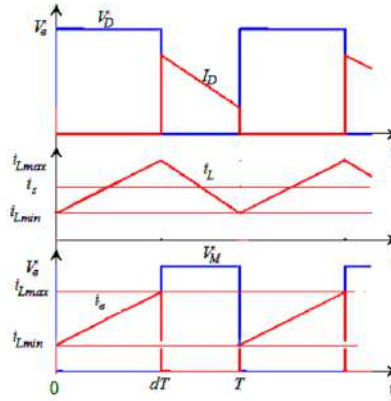 V_a V_D
I_D
t
i_Lmax i_L
i_s
i_Lmin
V_a V_M
i_Lmax i_a
i_Lmin
0 dT T